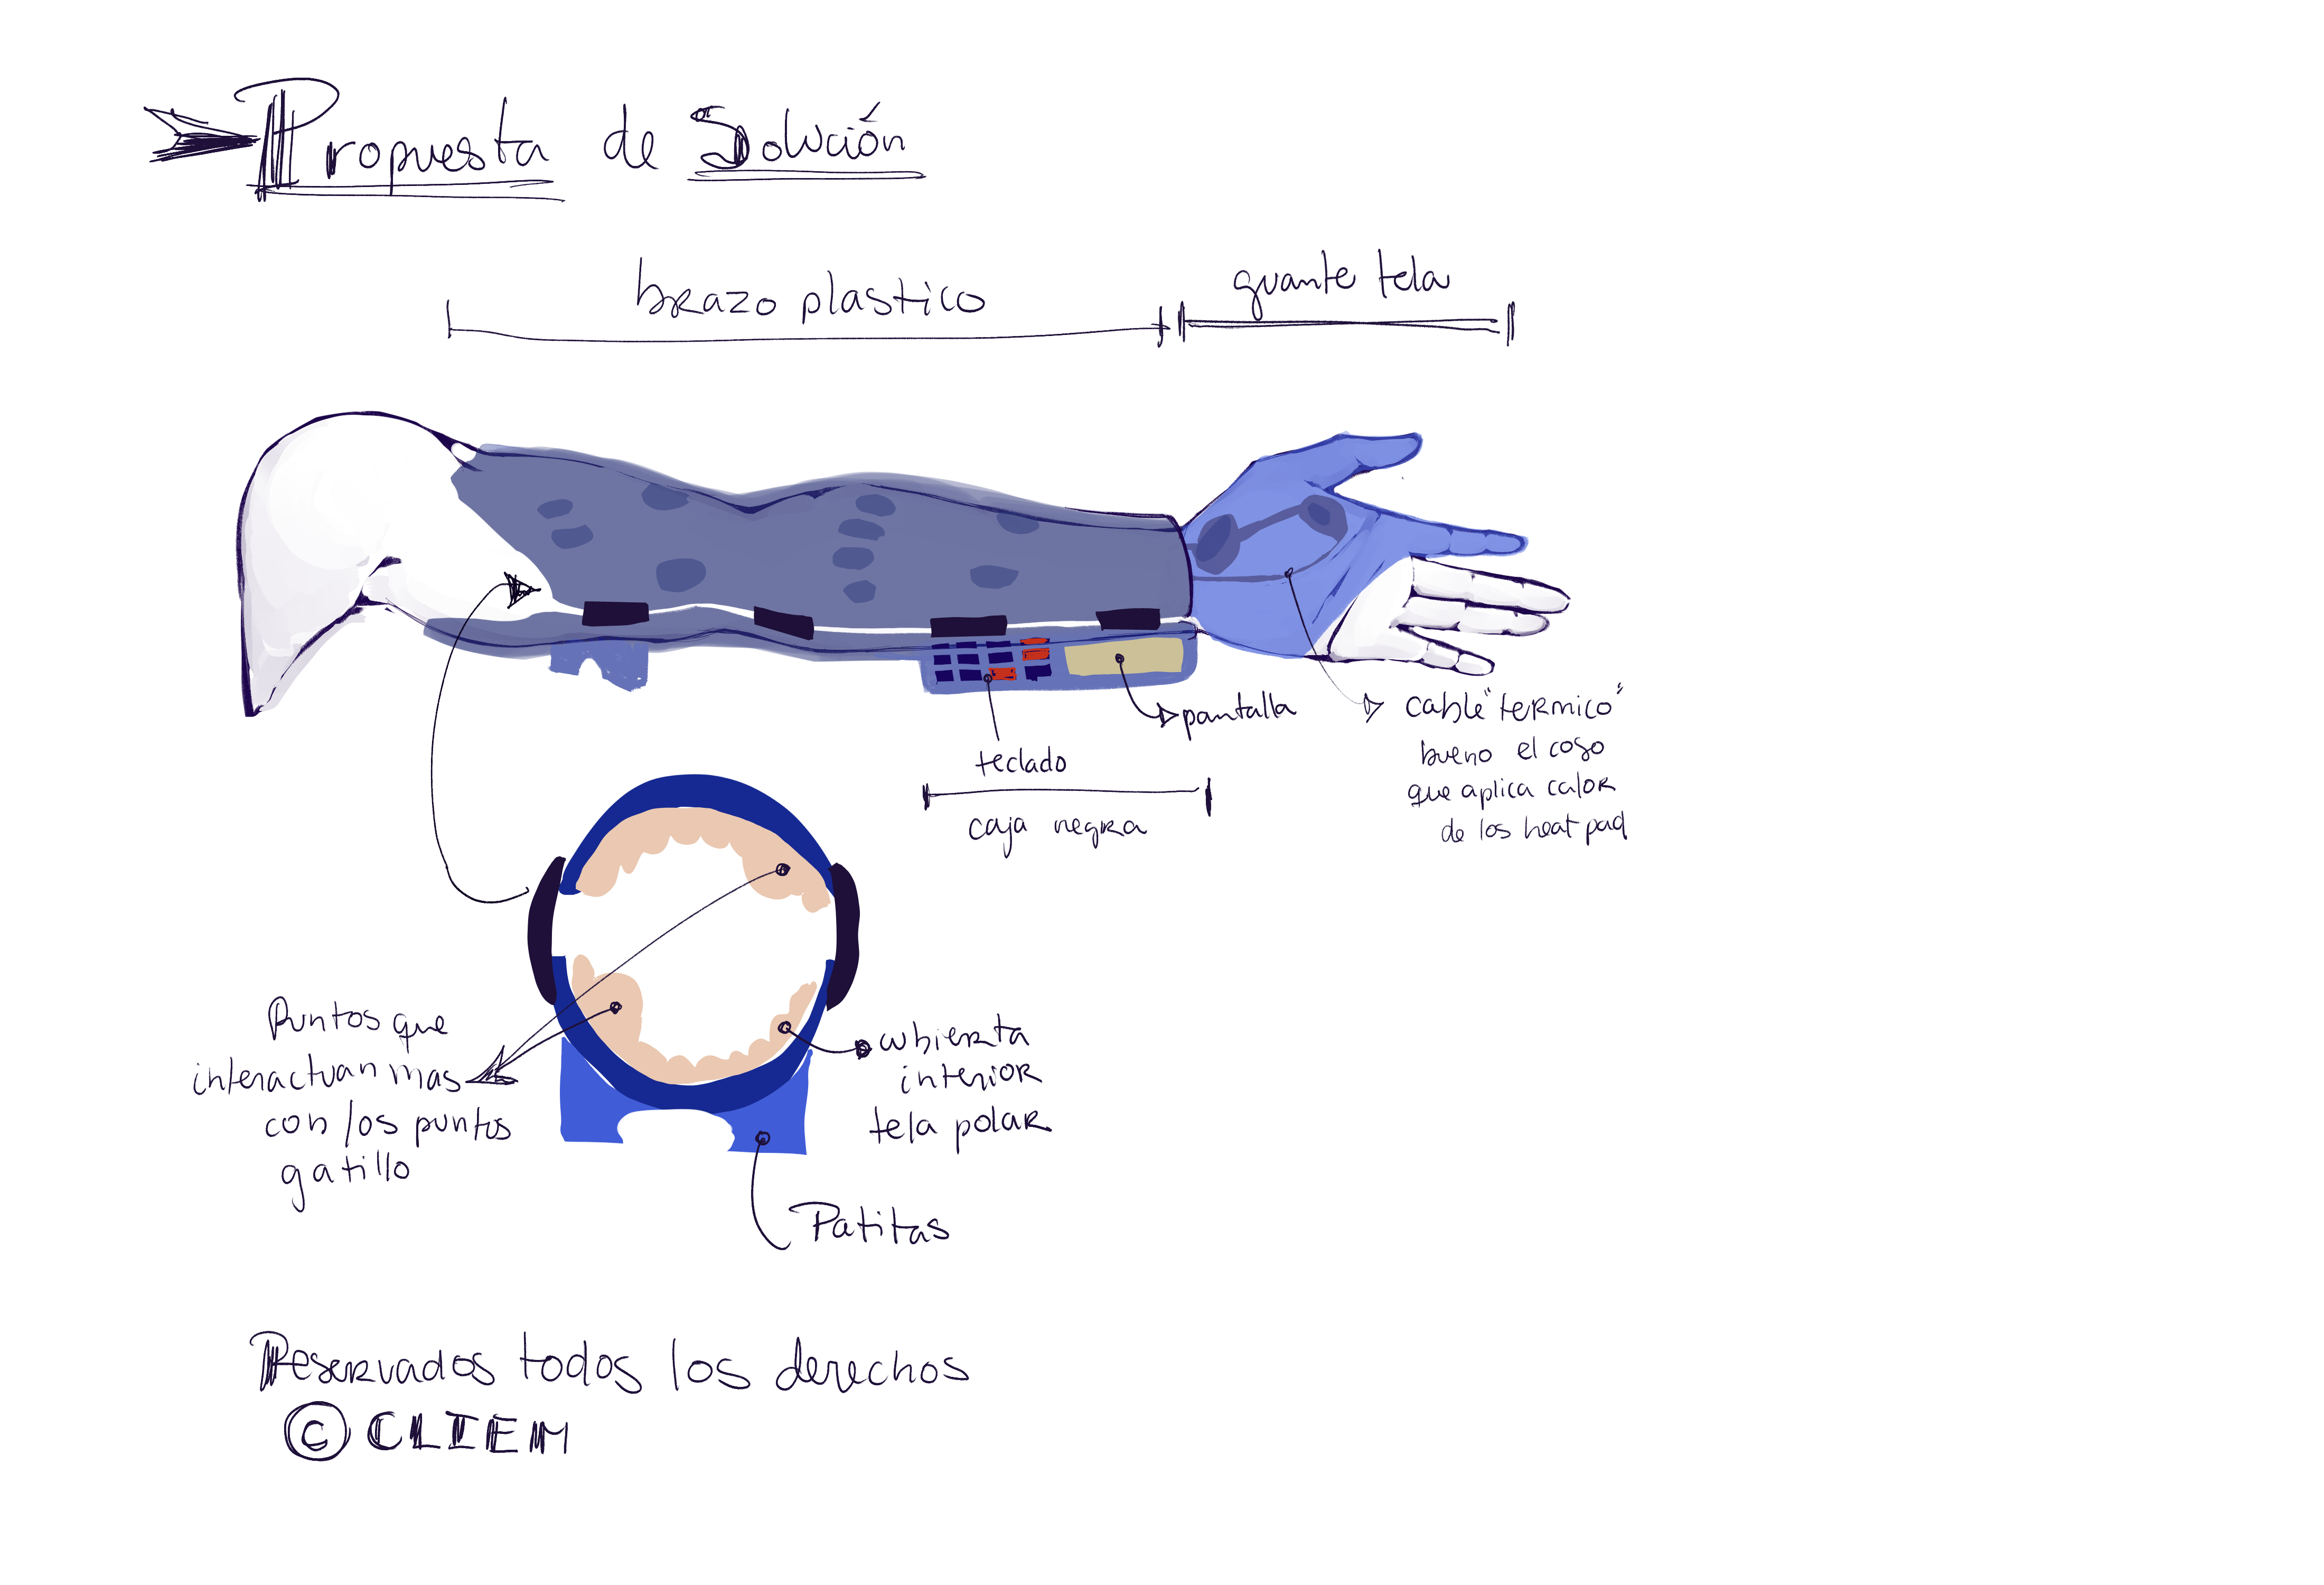 Propuesta de Solución
brazo plastico
guante tela
pantalla
teclado
caja negra
cable "termico"
bueno el coso
que aplica calor
de los heat pad
Puntos que
interactuan mas
con los puntos
gatillo
cubierta
interior
tela polar
Patitas
Reservados todos los derechos
© CLIEM